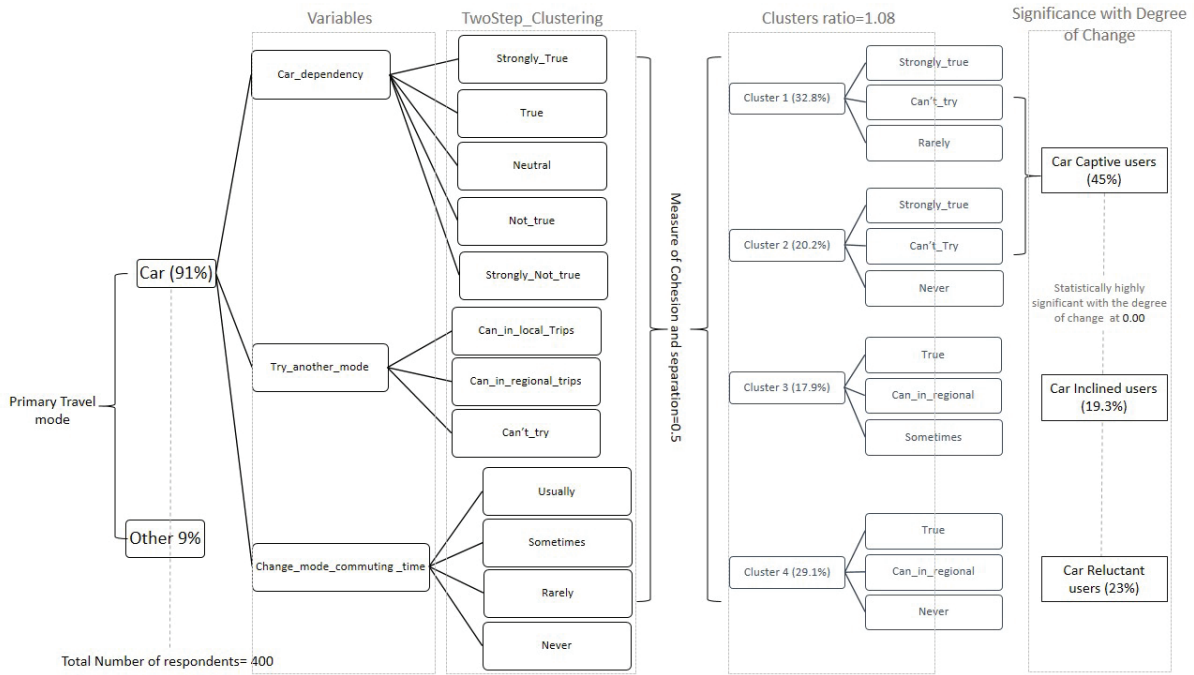 Variables
TwoStep_Clustering
Clusters ratio=1.08
Significance with Degree
of Change
Primary Travel
mode
Car (91%)
Other 9%
Total Number of respondents= 400
Car_dependency
Try_another_mode
Change_mode_commuting _time
Strongly_True
True
Neutral
Not_true
Strongly_Not_true
Can_in_local_Trips
Can_in_regional_trips
Can't_try
Usually
Sometimes
Rarely
Never
Measure of Cohesion and separation=0.5
Cluster 1 (32.8%)
Strongly_true
Can't_try
Rarely
Cluster 2 (20.2%)
Strongly_true
Can't_Try
Never
Cluster 3 (17.9%)
True
Can_in_regional
Sometimes
Cluster 4 (29.1%)
True
Can_in_regional
Never
Car Captive users
(45%)
Statistically highly
significant with the degree
of change at 0.00
Car Inclined users
(19.3%)
Car Reluctant
users (23%)